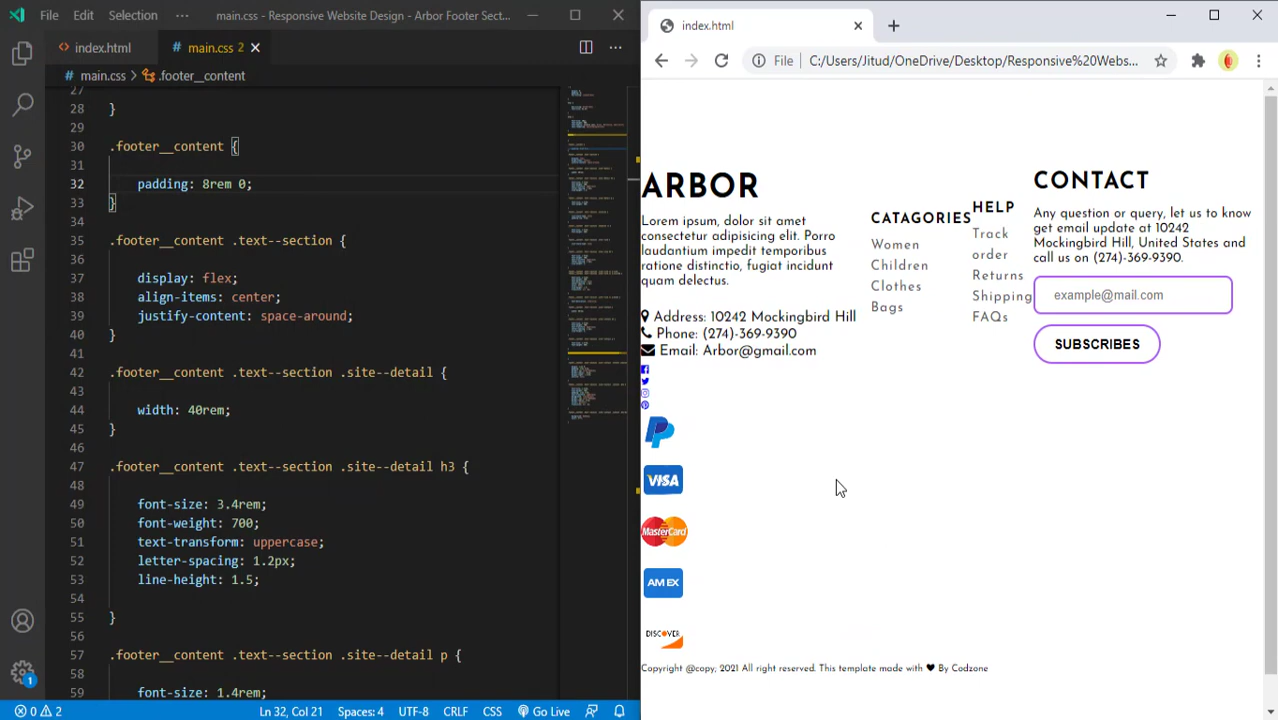 File Edit Selection ··· main.css - Responsive Website Design - Arbor Footer Sect...
index.html
main.css 2
main.css > .footer__content
27
28 }
29
30 .footer__content {
31
32 padding: 8rem 0;
33 }
34
35 .footer__content .text--section {
36
37 display: flex;
38 align-items: center;
39 justify-content: space-around;
40 }
41
42 .footer__content .text--section .site--detail {
43
44 width: 40rem;
45 }
46
47 .footer__content .text--section .site--detail h3 {
48
49 font-size: 3.4rem;
50 font-weight: 700;
51 text-transform: uppercase;
52 letter-spacing: 1.2px;
53 line-height: 1.5;
54
55 }
56
57 .footer__content .text--section .site--detail p {
58
59 font-size: 1.4rem;
1
0 2 Ln 32, Col 21 Spaces: 4 UTF-8 CRLF CSS Go Live
index.html
File C:/Users/Jitud/OneDrive/Desktop/Responsive%20Webs...
ARBOR
Lorem ipsum, dolor sit amet
consectetur adipisicing elit. Porro
laudantium impedit temporibus
ratione distinctio, fugiat incidunt
quam delectus.
Address: 10242 Mockingbird Hill
Phone: (274)-369-9390
Email: Arbor@gmail.com
PayPal
VISA
MasterCard
AMEX
DISCOVER
CATAGORIES
Women
Children
Clothes
Bags
HELP
Track
order
Returns
Shipping
FAQs
CONTACT
Any question or query, let us to know
get email update at 10242
Mockingbird Hill, United States and
call us on (274)-369-9390.
example@mail.com
SUBSCRIBES
Copyright @copy; 2021 All right reserved. This template made with ❤ By Codzone